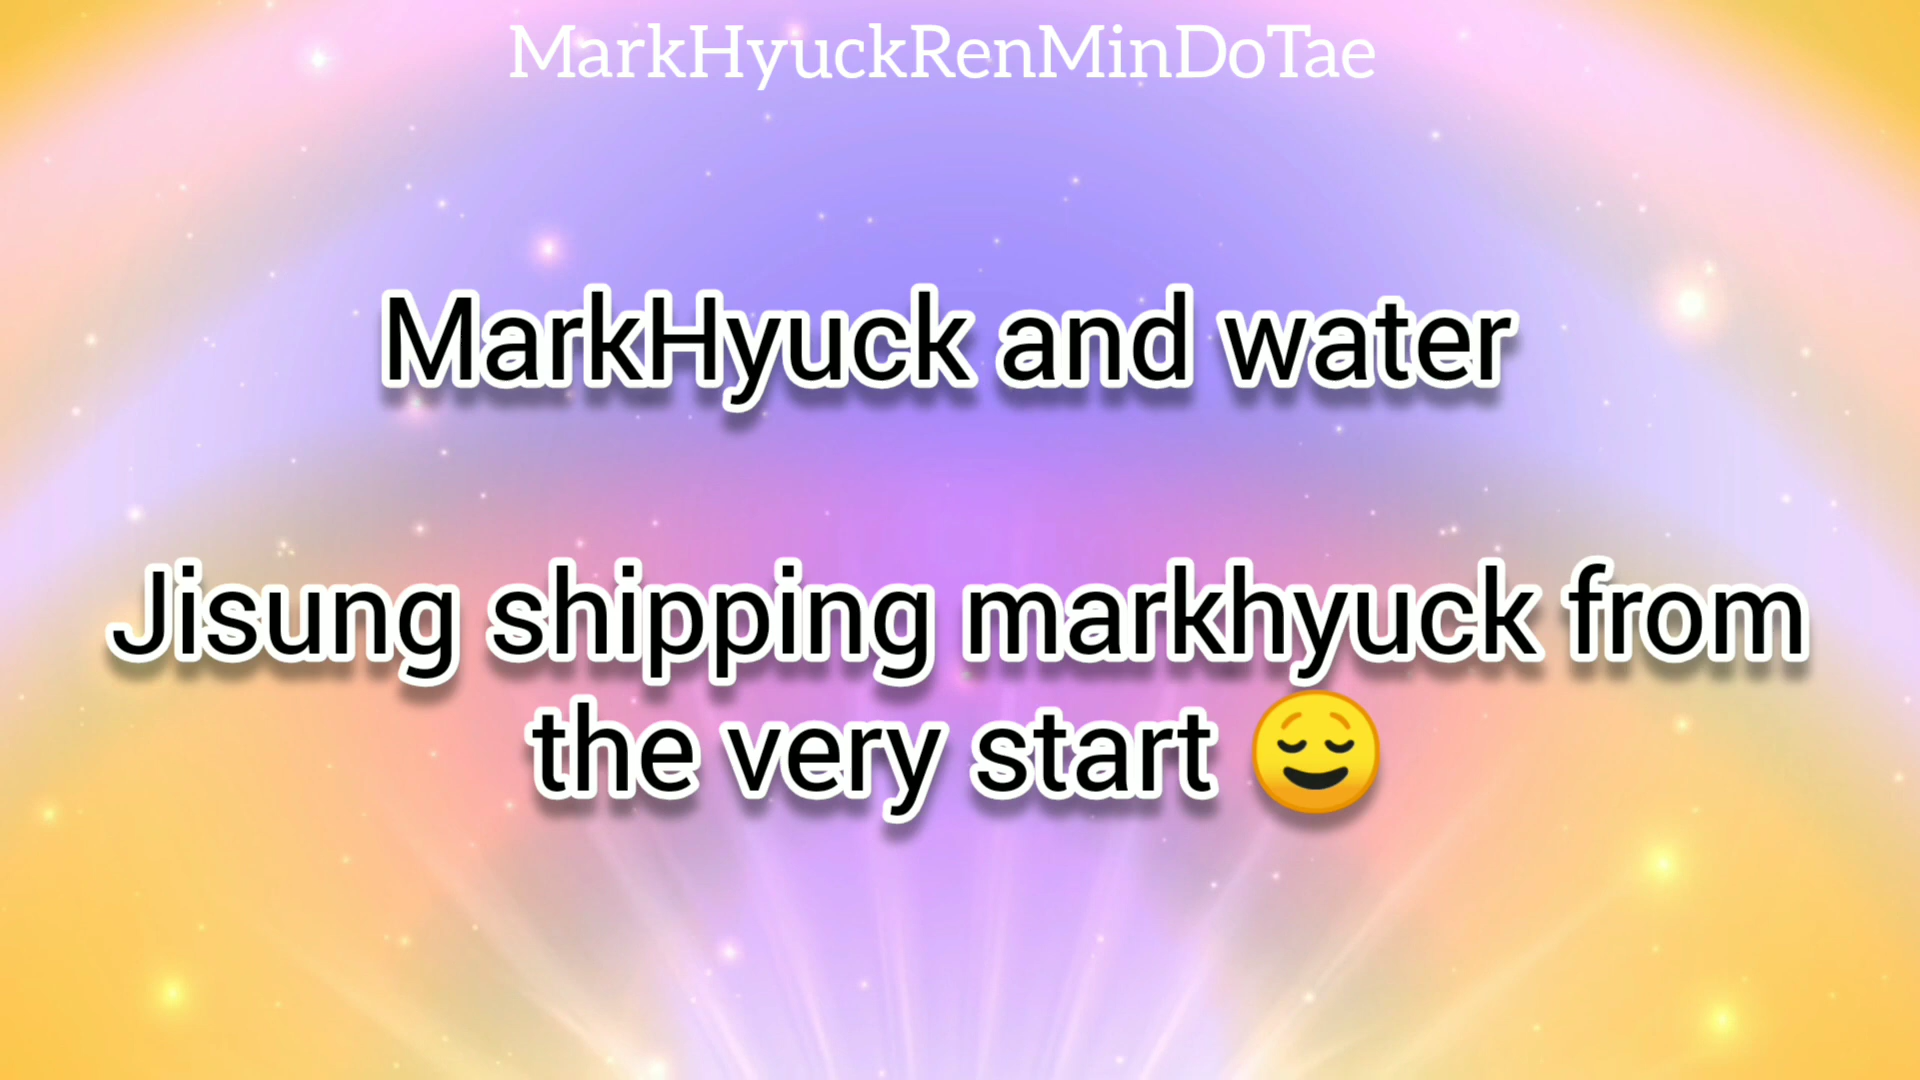 MarkHyuckRenMinDoTae
MarkHyuck and water
Jisung shipping markhyuck from
the very start 😌